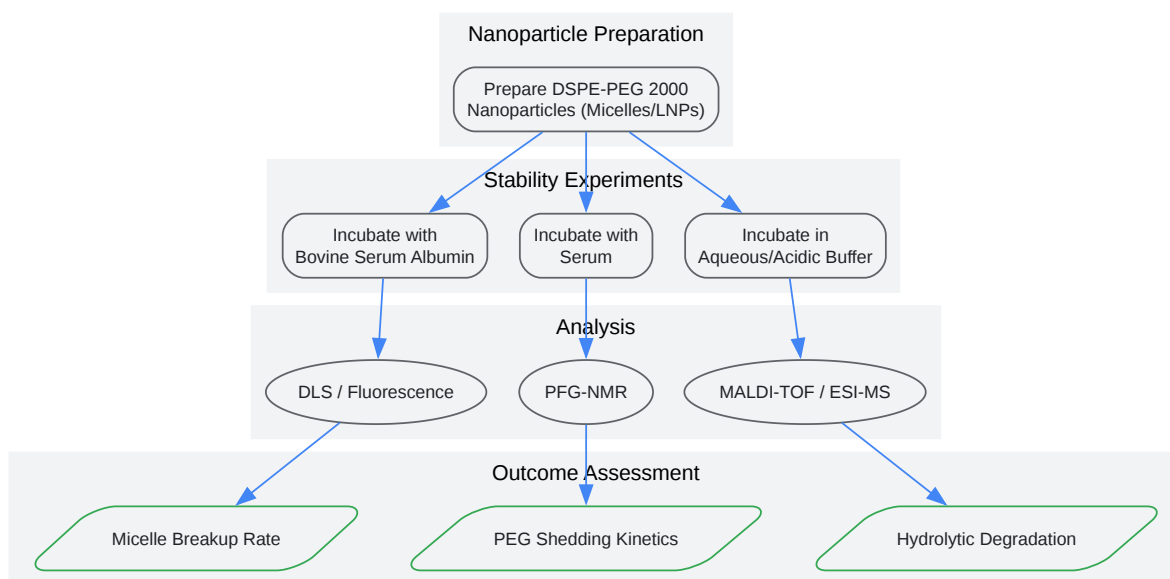 Nanoparticle Preparation
Prepare DSPE-PEG 2000
Nanoparticles (Micelles/LNPs)
Stability Experiments
Incubate with
Bovine Serum Albumin
Incubate with
Serum
Incubate in
Aqueous/Acidic Buffer
Analysis
DLS / Fluorescence
PFG-NMR
MALDI-TOF / ESI-MS
Outcome Assessment
Micelle Breakup Rate
PEG Shedding Kinetics
Hydrolytic Degradation